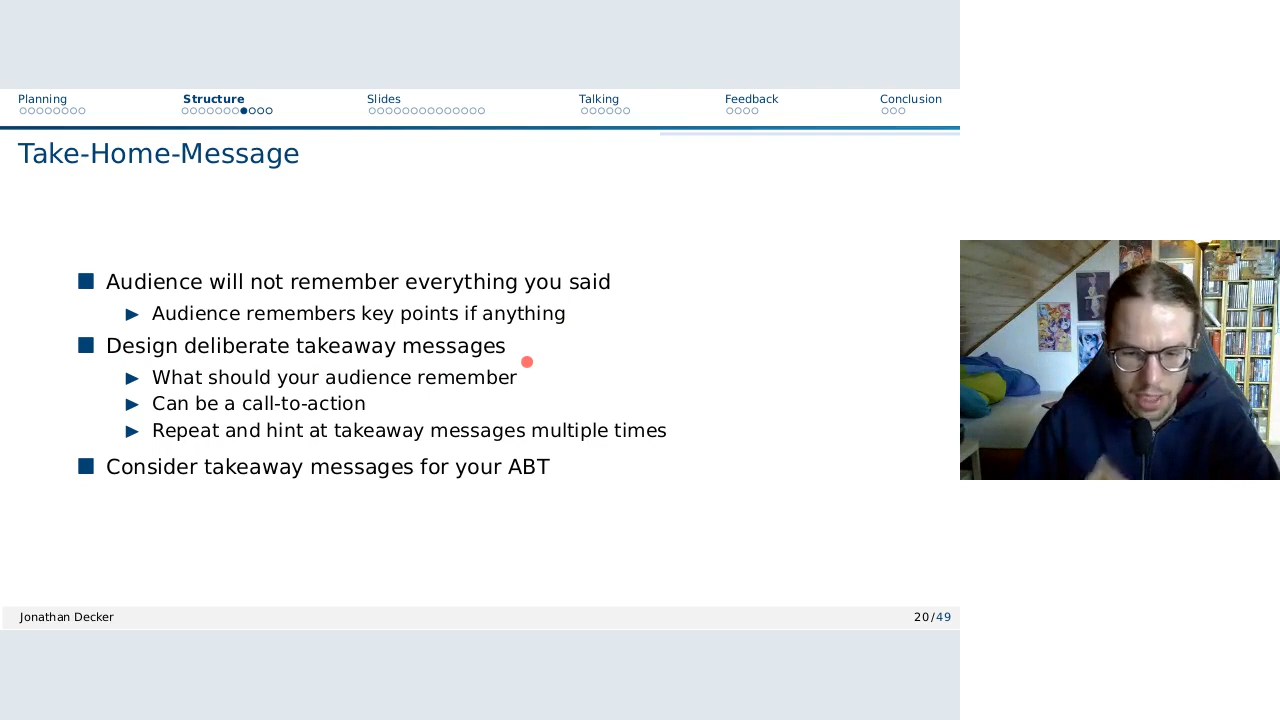 Planning
Structure
Slides
Talking
Feedback
Conclusion
Take-Home-Message
Audience will not remember everything you said
Audience remembers key points if anything
Design deliberate takeaway messages
What should your audience remember
Can be a call-to-action
Repeat and hint at takeaway messages multiple times
Consider takeaway messages for your ABT
Jonathan Decker
20/49